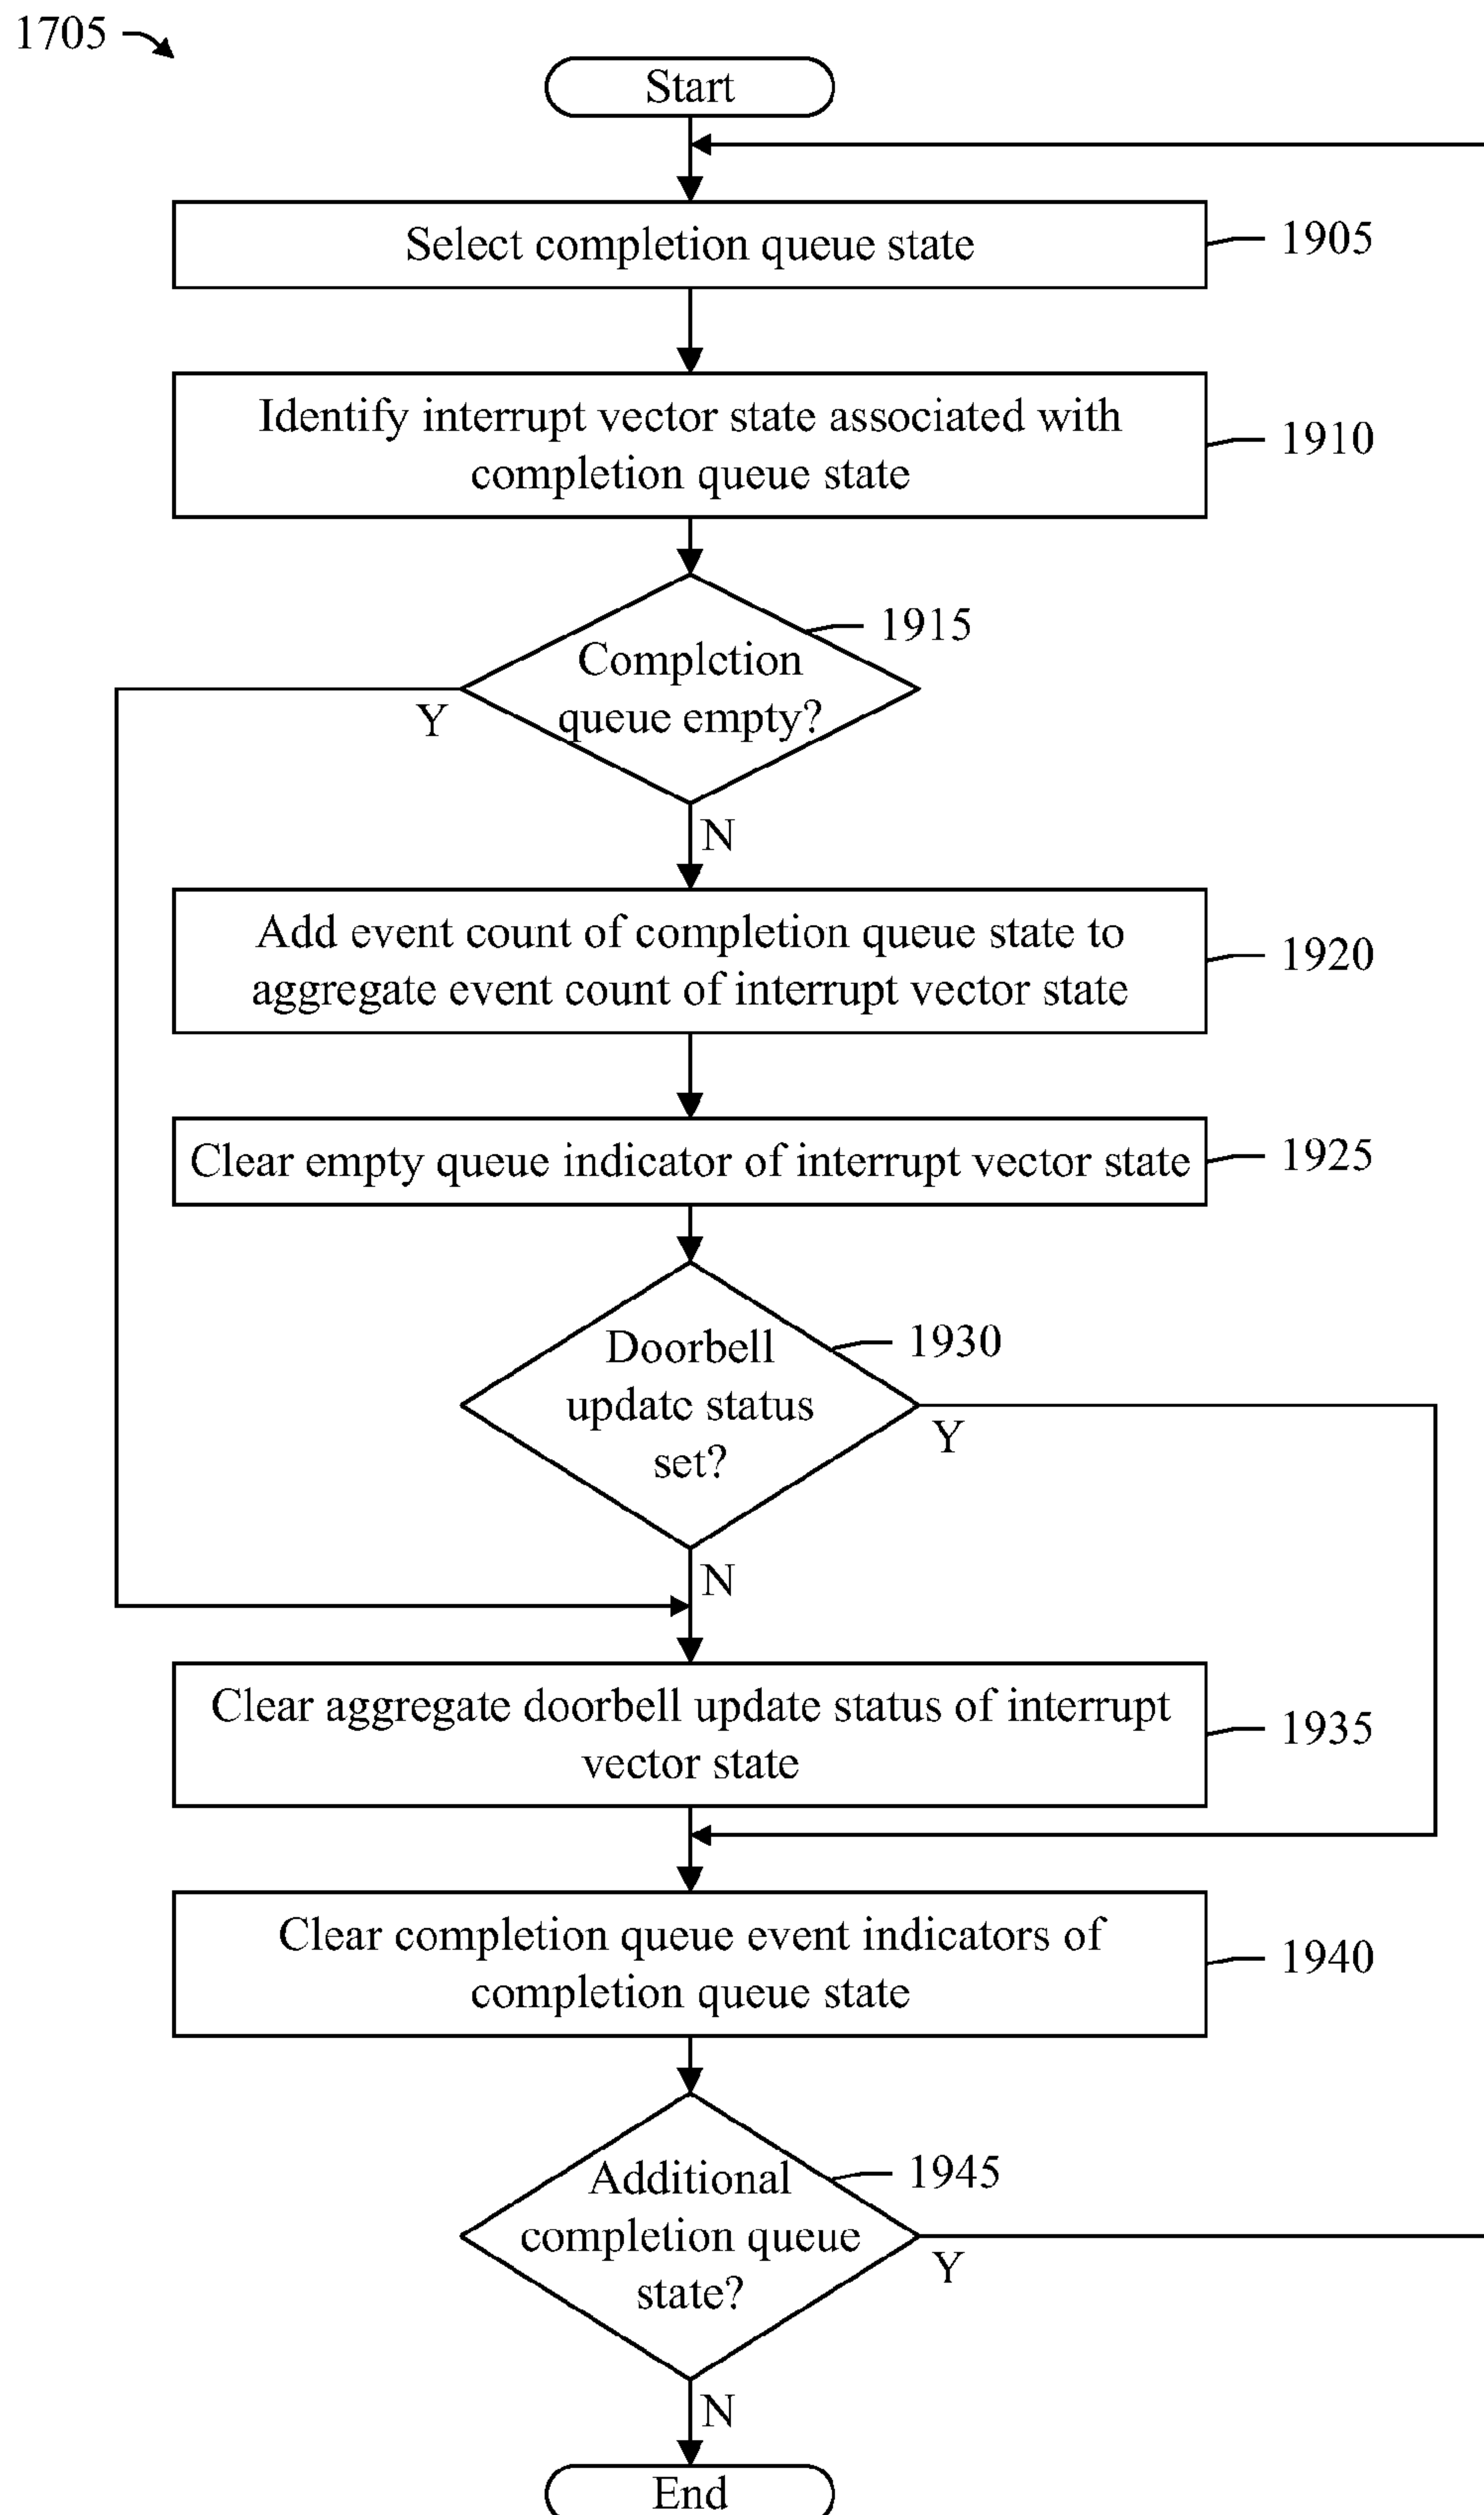 1705
Start
Select completion queue state
1905
Identify interrupt vector state associated with
completion queue state
1910
1915
Completion
queue empty?
Y
N
Add event count of completion queue state to
aggregate event count of interrupt vector state
1920
Clear empty queue indicator of interrupt vector state
1925
Doorbell
update status
set?
1930
Y
N
Clear aggregate doorbell update status of interrupt
vector state
1935
Clear completion queue event indicators of
completion queue state
1940
Additional
completion queue
state?
1945
Y
N
End